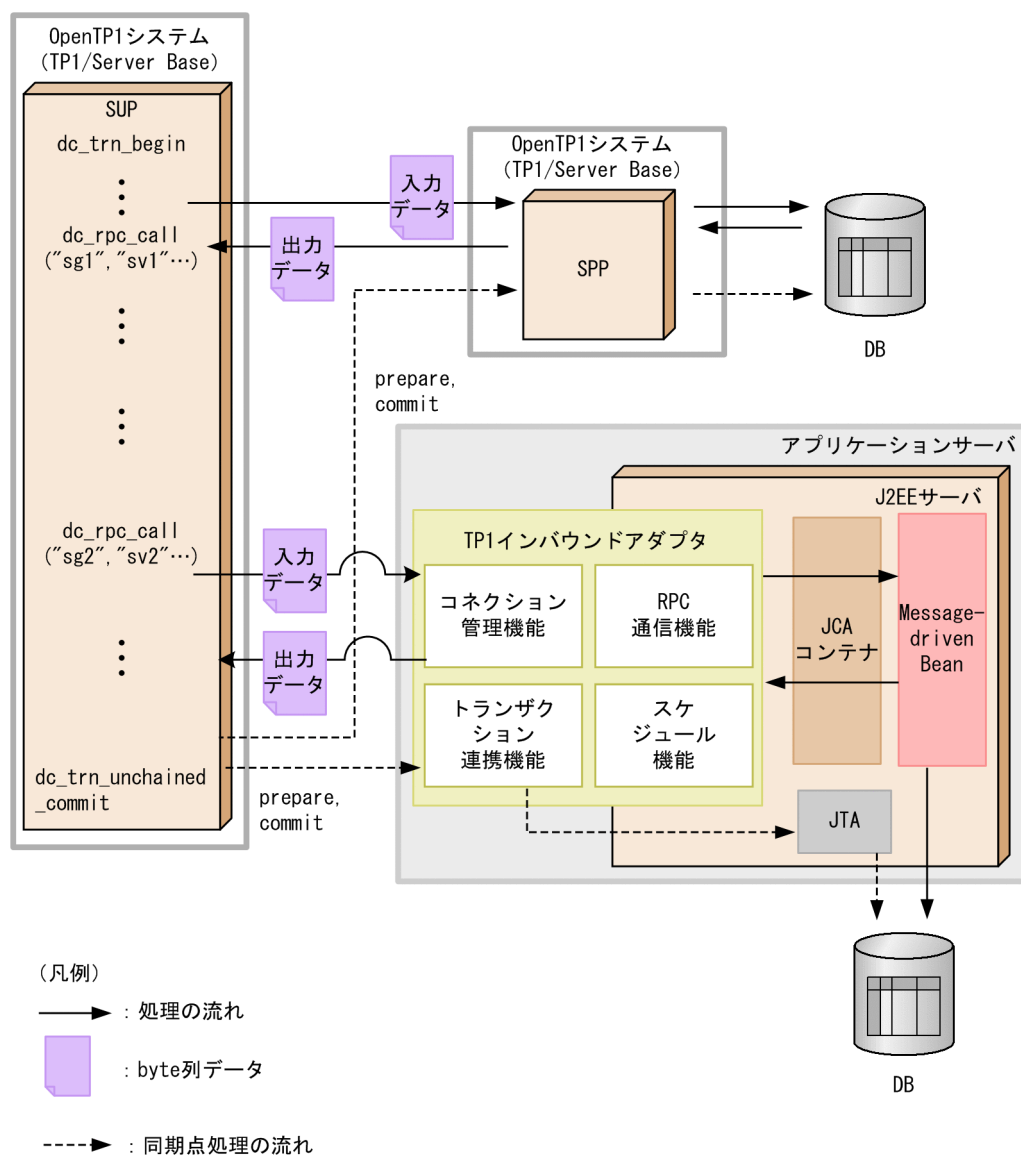 OpenTP1システム
(TP1/Server Base)
SUP
dc_trn_begin
dc_rpc_call
("sg1","sv1"…)
dc_rpc_call
("sg2","sv2"…)
dc_trn_unchained
_commit
入力
データ
出力
データ
OpenTP1システム
(TP1/Server Base)
SPP
DB
prepare,
commit
アプリケーションサーバ
J2EEサーバ
TP1インバウンドアダプタ
コネクション
管理機能
RPC
通信機能
トランザク
ション
連携機能
スケ
ジュール
機能
JCA
コンテナ
Message-
driven
Bean
JTA
入力
データ
出力
データ
prepare,
commit
DB
(凡例)
：処理の流れ
：byte列データ
：同期点処理の流れ